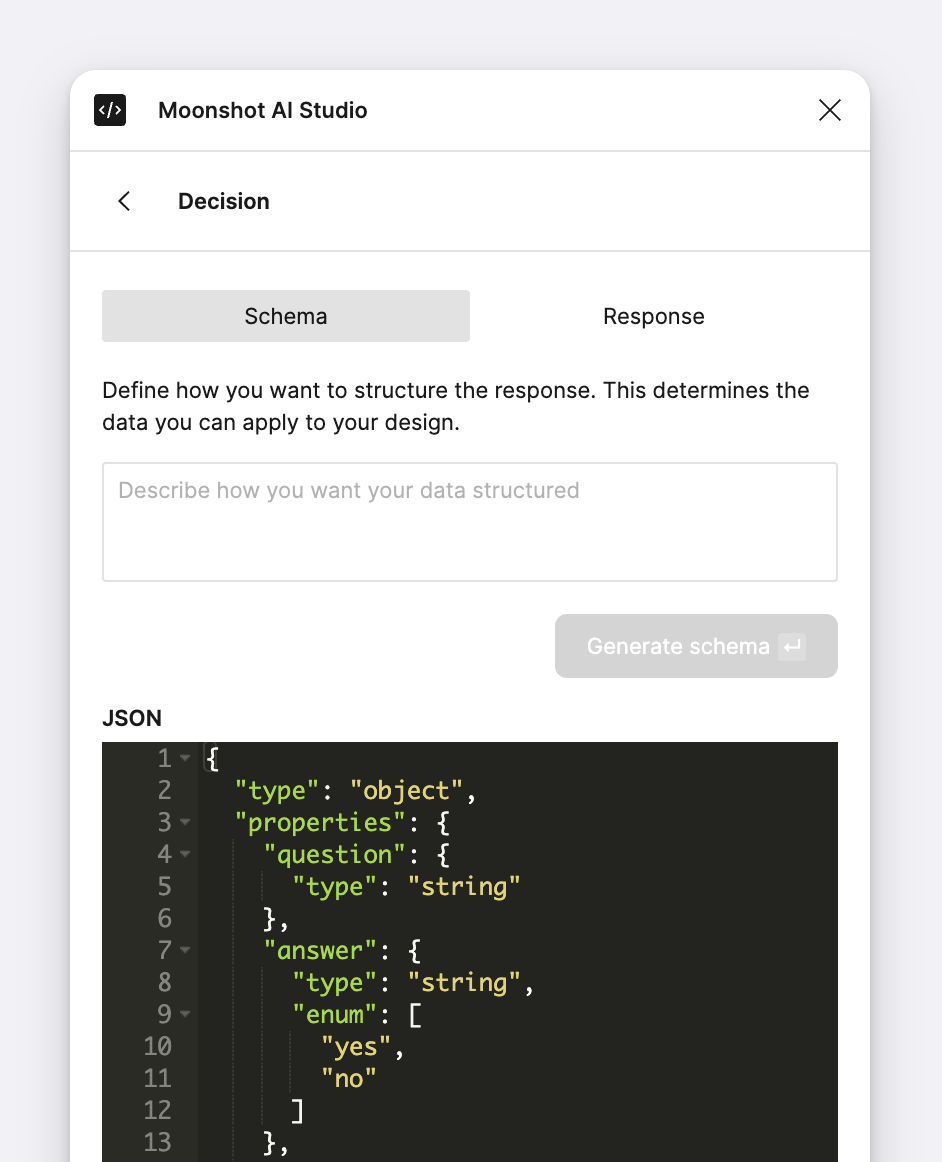 </>
Moonshot AI Studio
Decision
Schema
Response
Define how you want to structure the response. This determines the
data you can apply to your design.
Describe how you want your data structured
Generate schema ↵
JSON
1 {
2   "type": "object",
3   "properties": {
4     "question": {
5       "type": "string"
6     },
7     "answer": {
8       "type": "string",
9       "enum": [
10         "yes",
11         "no"
12       ]
13     },